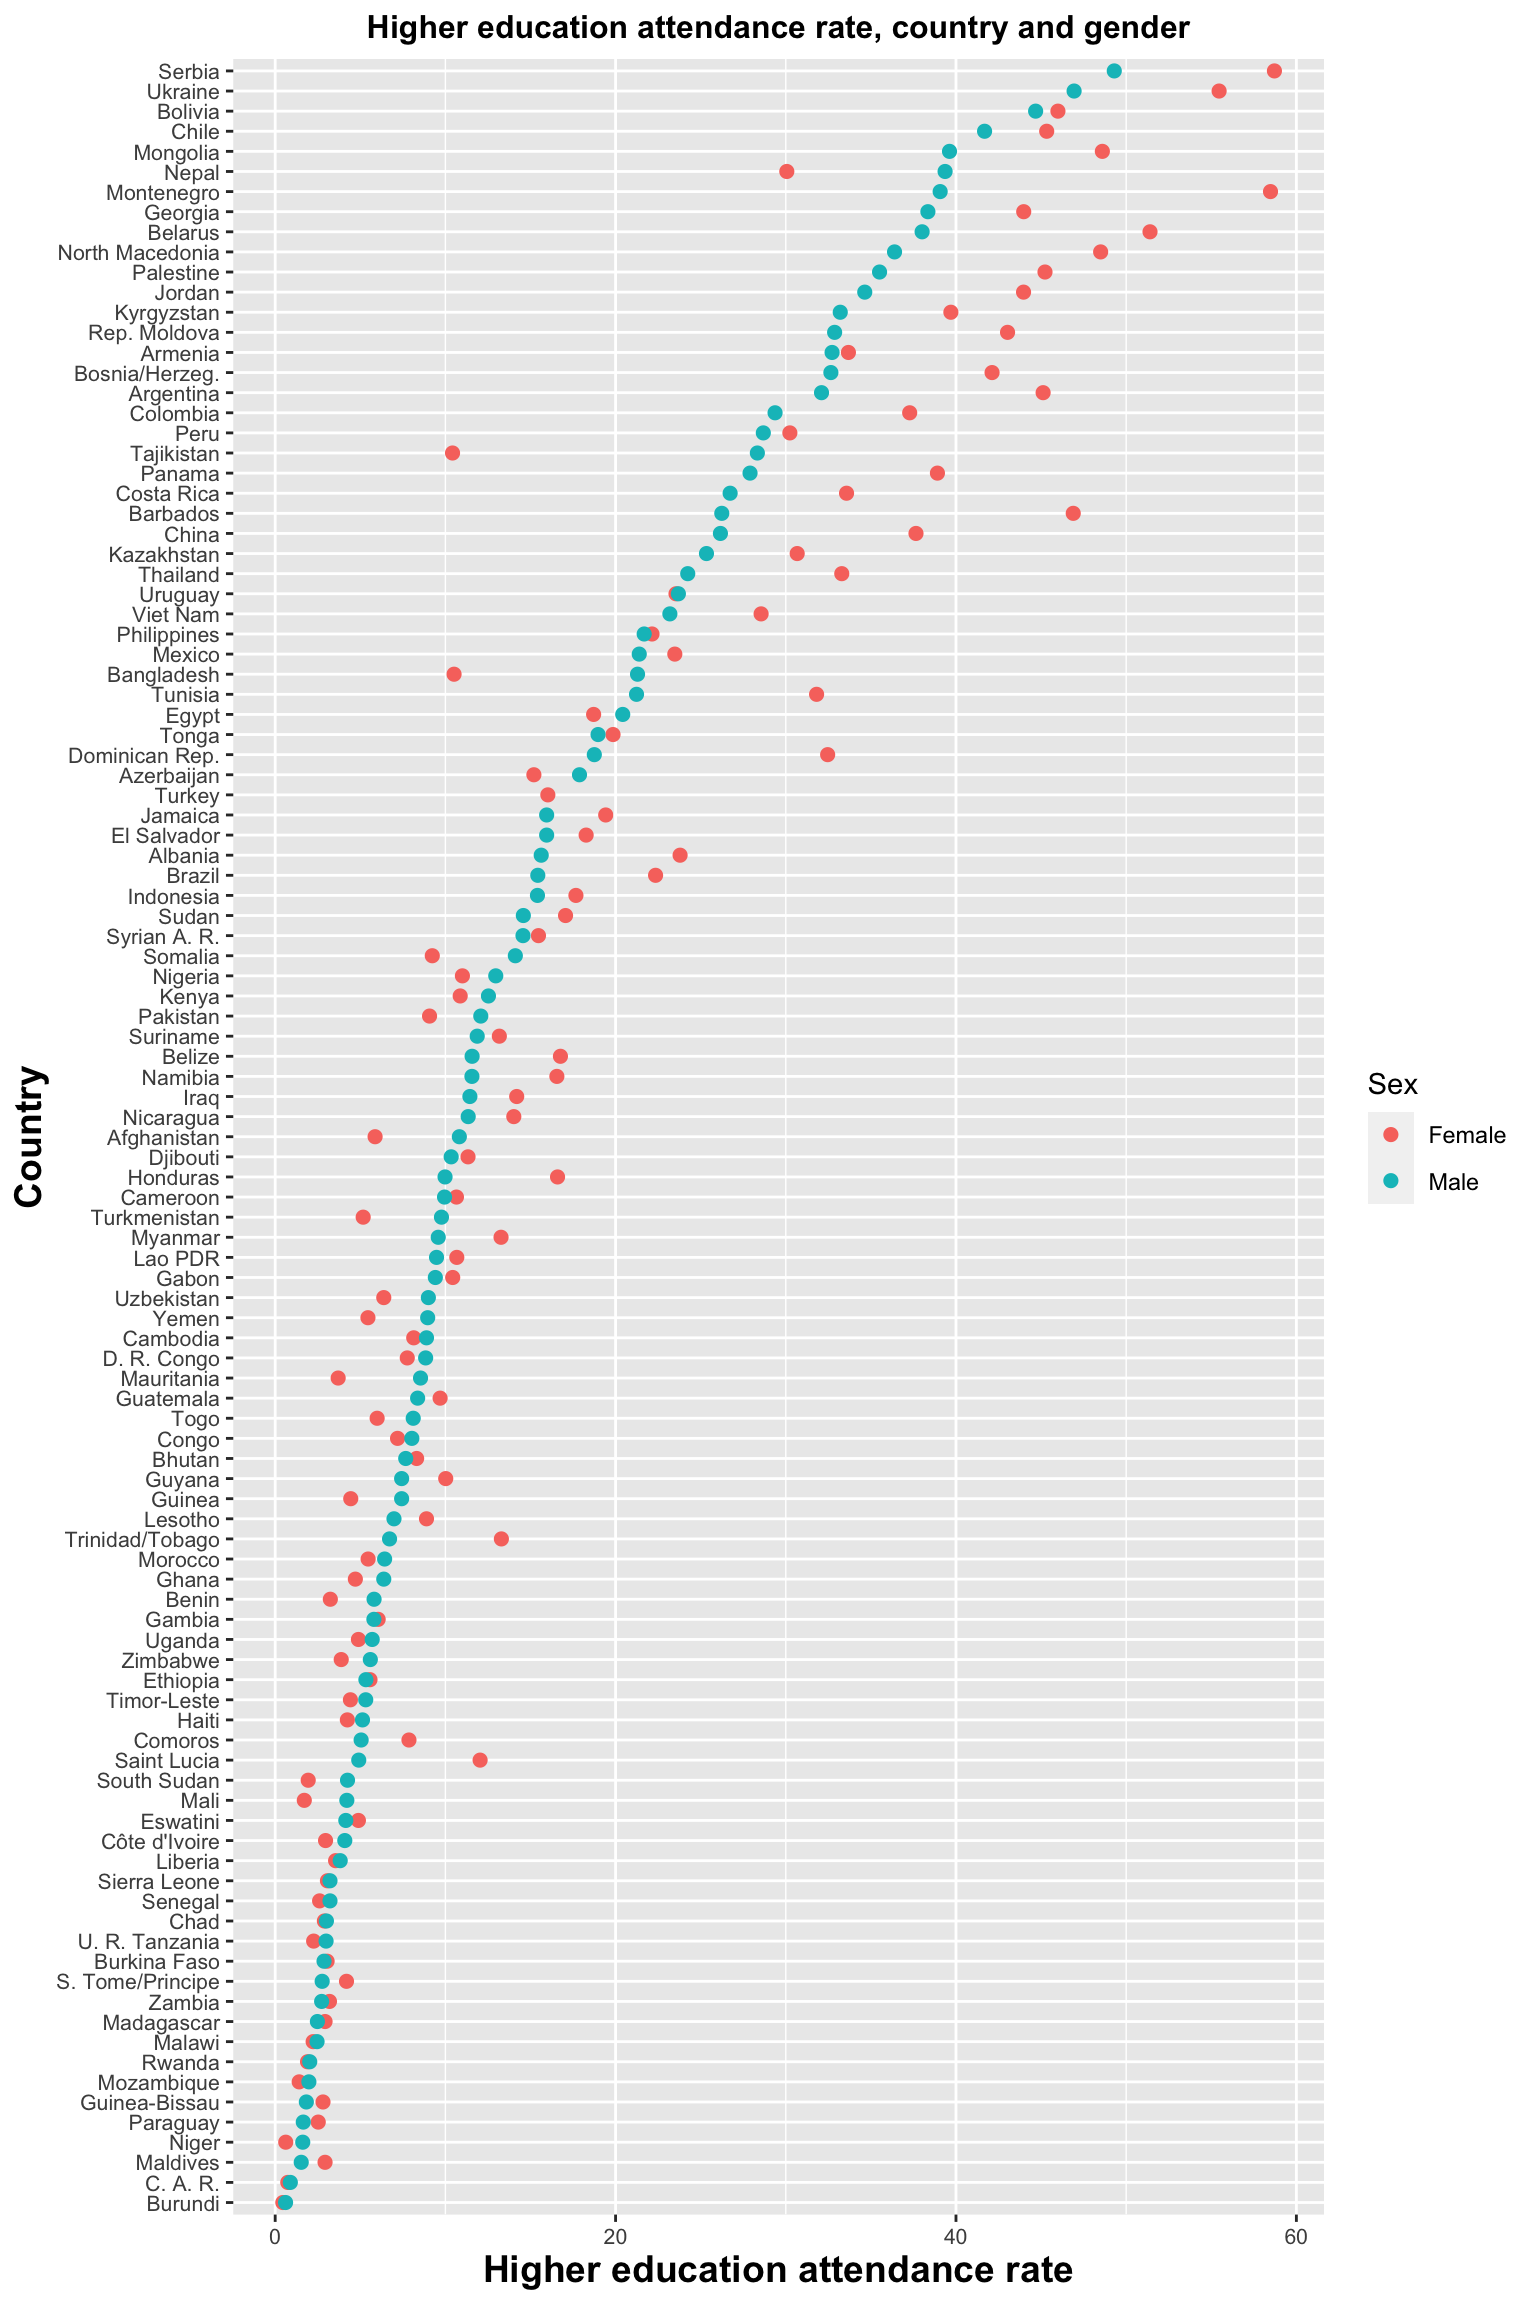 Higher education attendance rate, country and gender
Serbia
Ukraine
Bolivia
Chile
Mongolia
Nepal
Montenegro
Georgia
Belarus
North Macedonia
Palestine
Jordan
Kyrgyzstan
Rep. Moldova
Armenia
Bosnia/Herzeg.
Argentina
Colombia
Peru
Tajikistan
Panama
Costa Rica
Barbados
China
Kazakhstan
Thailand
Uruguay
Viet Nam
Philippines
Mexico
Bangladesh
Tunisia
Egypt
Tonga
Dominican Rep.
Azerbaijan
Turkey
Jamaica
El Salvador
Albania
Brazil
Indonesia
Sudan
Syrian A. R.
Somalia
Nigeria
Kenya
Pakistan
Suriname
Belize
Namibia
Iraq
Nicaragua
Afghanistan
Djibouti
Honduras
Cameroon
Turkmenistan
Myanmar
Lao PDR
Gabon
Uzbekistan
Yemen
Cambodia
D. R. Congo
Mauritania
Guatemala
Togo
Congo
Bhutan
Guyana
Guinea
Lesotho
Trinidad/Tobago
Morocco
Ghana
Benin
Gambia
Uganda
Zimbabwe
Ethiopia
Timor-Leste
Haiti
Comoros
Saint Lucia
South Sudan
Mali
Eswatini
Côte d'Ivoire
Liberia
Sierra Leone
Senegal
Chad
U. R. Tanzania
Burkina Faso
S. Tome/Principe
Zambia
Madagascar
Malawi
Rwanda
Mozambique
Guinea-Bissau
Paraguay
Niger
Maldives
C. A. R.
Burundi
Country
0 20 40 60
Higher education attendance rate
Sex
Female
Male